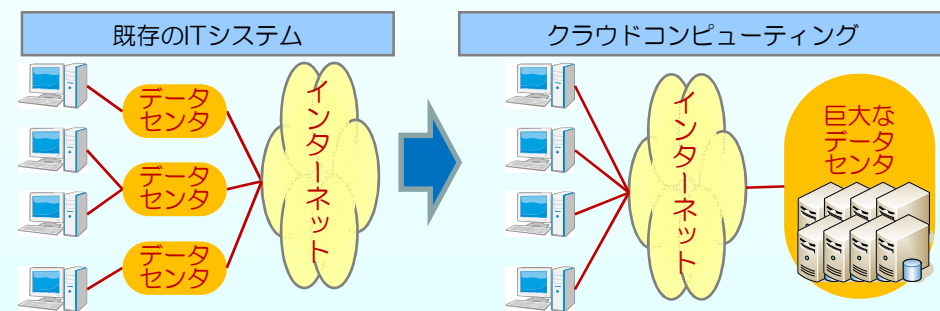 既存のITシステム
データ
センタ
データ
センタ
データ
センタ
インターネット
クラウドコンピューティング
インターネット
巨大な
データ
センタ